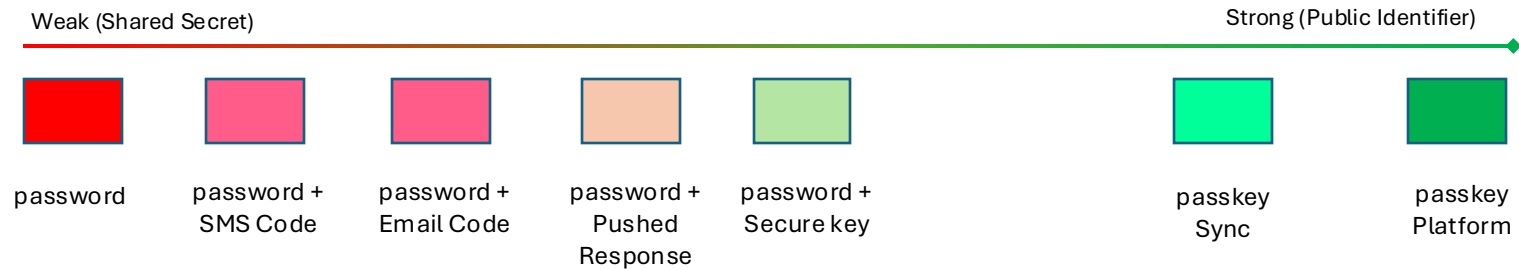 Weak (Shared Secret)
Strong (Public Identifier)
password
password +
SMS Code
password +
Email Code
password +
Pushed
Response
password +
Secure key
passkey
Sync
passkey
Platform